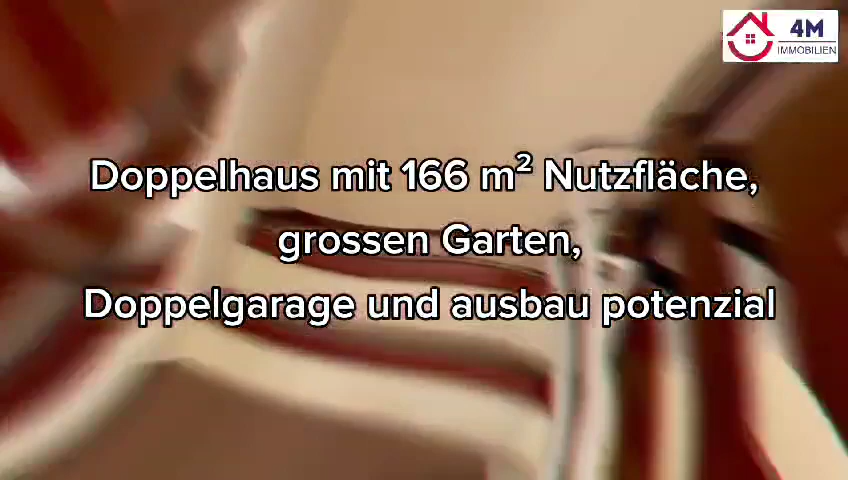 4M
IMMOBILIEN
Doppelhaus mit 166 m² Nutzfläche,
grossen Garten,
Doppelgarage und ausbau potenzial